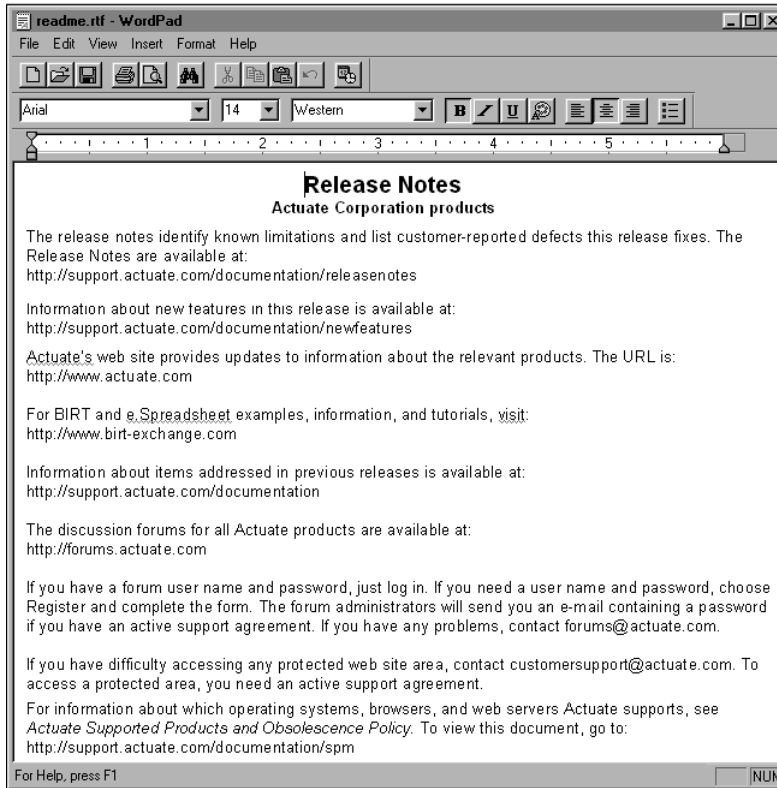 readme.rtf - WordPad
File Edit View Insert Format Help
Arial 14 Western B I U
1 2 3 4 5
Release Notes
Actuate Corporation products
The release notes identify known limitations and list customer-reported defects this release fixes. The
Release Notes are available at:
http://support.actuate.com/documentation/releasenotes
Information about new features in this release is available at:
http://support.actuate.com/documentation/newfeatures
Actuate's web site provides updates to information about the relevant products. The URL is:
http://www.actuate.com
For BIRT and e.Spreadsheet examples, information, and tutorials, visit:
http://www.birt-exchange.com
Information about items addressed in previous releases is available at:
http://support.actuate.com/documentation
The discussion forums for all Actuate products are available at:
http://forums.actuate.com
If you have a forum user name and password, just log in. If you need a user name and password, choose
Register and complete the form. The forum administrators will send you an e-mail containing a password
if you have an active support agreement. If you have any problems, contact forums@actuate.com.
If you have difficulty accessing any protected web site area, contact customersupport@actuate.com. To
access a protected area, you need an active support agreement.
For information about which operating systems, browsers, and web servers Actuate supports, see
Actuate Supported Products and Obsolescence Policy. To view this document, go to:
http://support.actuate.com/documentation/spm
For Help, press F1 NUM